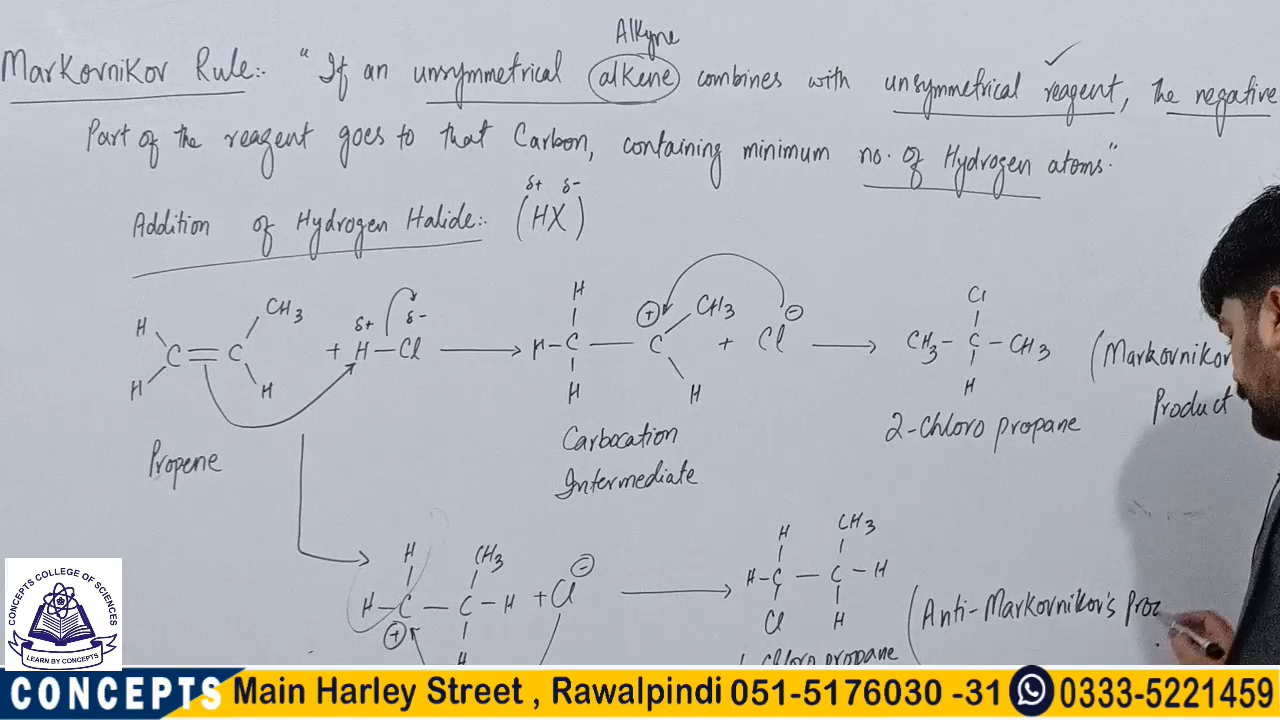 Alkyne
Markovnikov Rule:- "If an unsymmetrical alkene combines with unsymmetrical reagent, the negative
Part of the reagent goes to that Carbon, containing minimum no. of Hydrogen atoms."
δ+ δ-
Addition of Hydrogen Halide:- (HX)
H CH3 δ+ δ- H ⊕ CH3 ⊖ Cl
C = C + H - Cl → H - C - C + Cl → CH3 - C - CH3 (Markovnikov
H H H H H Product
Propene Carbocation 2-Chloro propane
Intermediate
H CH3 ⊖ H CH3
H - C - C - H + Cl → H - C - C - H (Anti-Markovnikov's Pro
⊕ H Cl H
chloro propane
CONCEPTS COLLEGE OF SCIENCES
LEARN BY CONCEPTS
CONCEPTS Main Harley Street , Rawalpindi 051-5176030 -31 0333-5221459